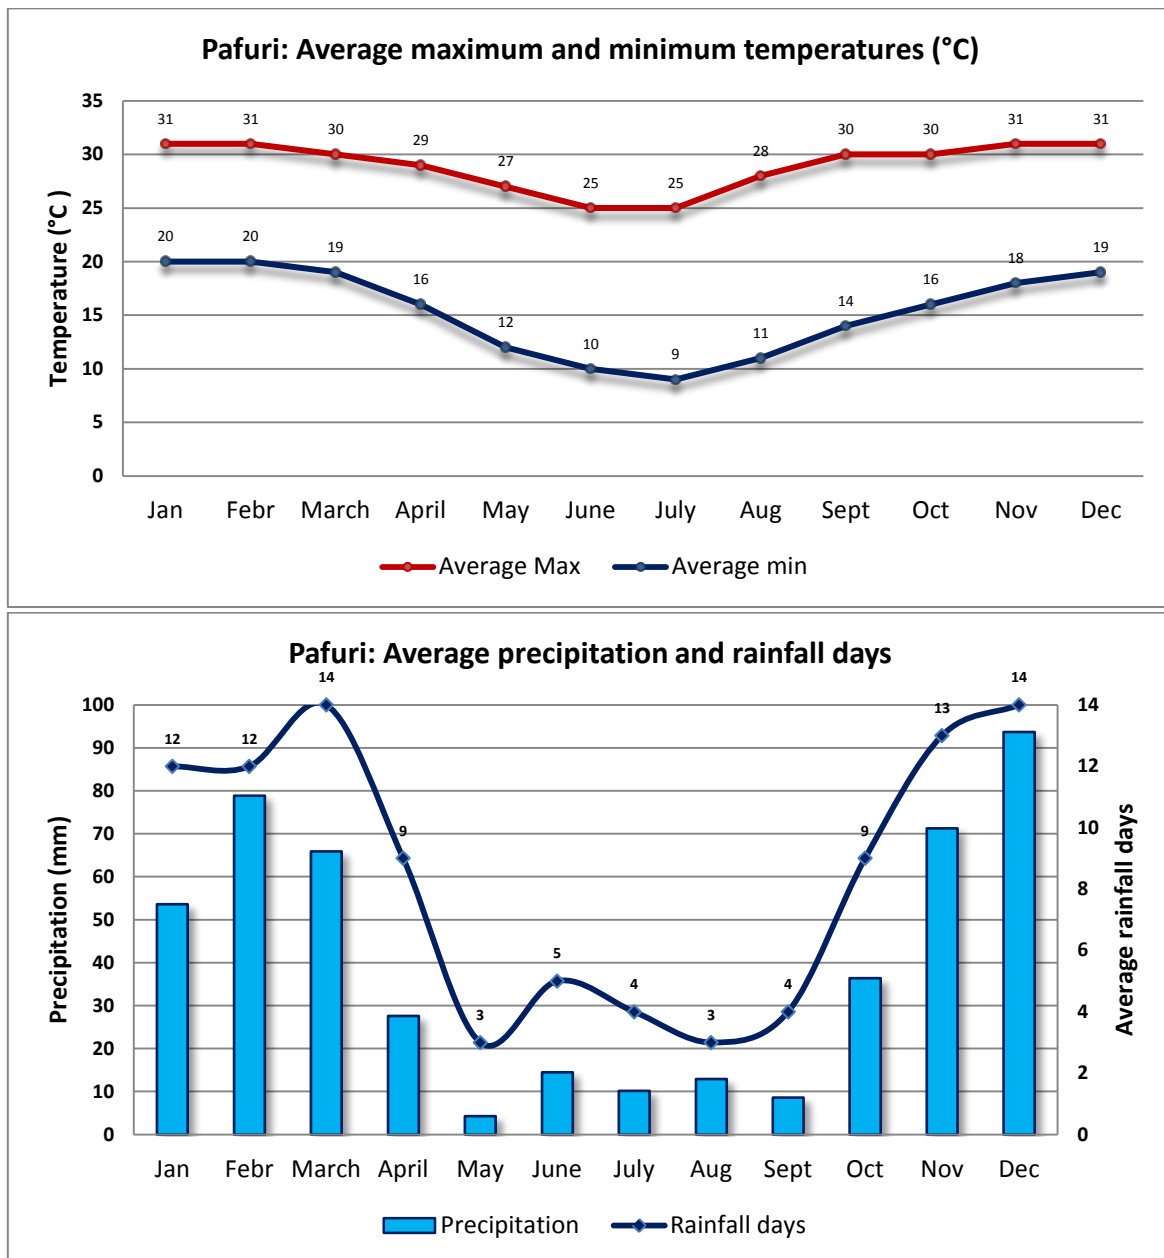 Pafuri: Average maximum and minimum temperatures (°C)
35
31 31 30 29 27 25 25 28 30 30 31 31
30
25
20 20 19 16 12 10 9 11 14 16 18 19
20
15
10
5
0
Temperature (°C )
Jan Febr March April May June July Aug Sept Oct Nov Dec
Average Max Average min
Pafuri: Average precipitation and rainfall days
12 12 14 9 3 5 4 3 4 9 13 14
100
90
80
70
60
50
40
30
20
10
0
Precipitation (mm)
14
12
10
8
6
4
2
0
Average rainfall days
Jan Febr March April May June July Aug Sept Oct Nov Dec
Precipitation Rainfall days